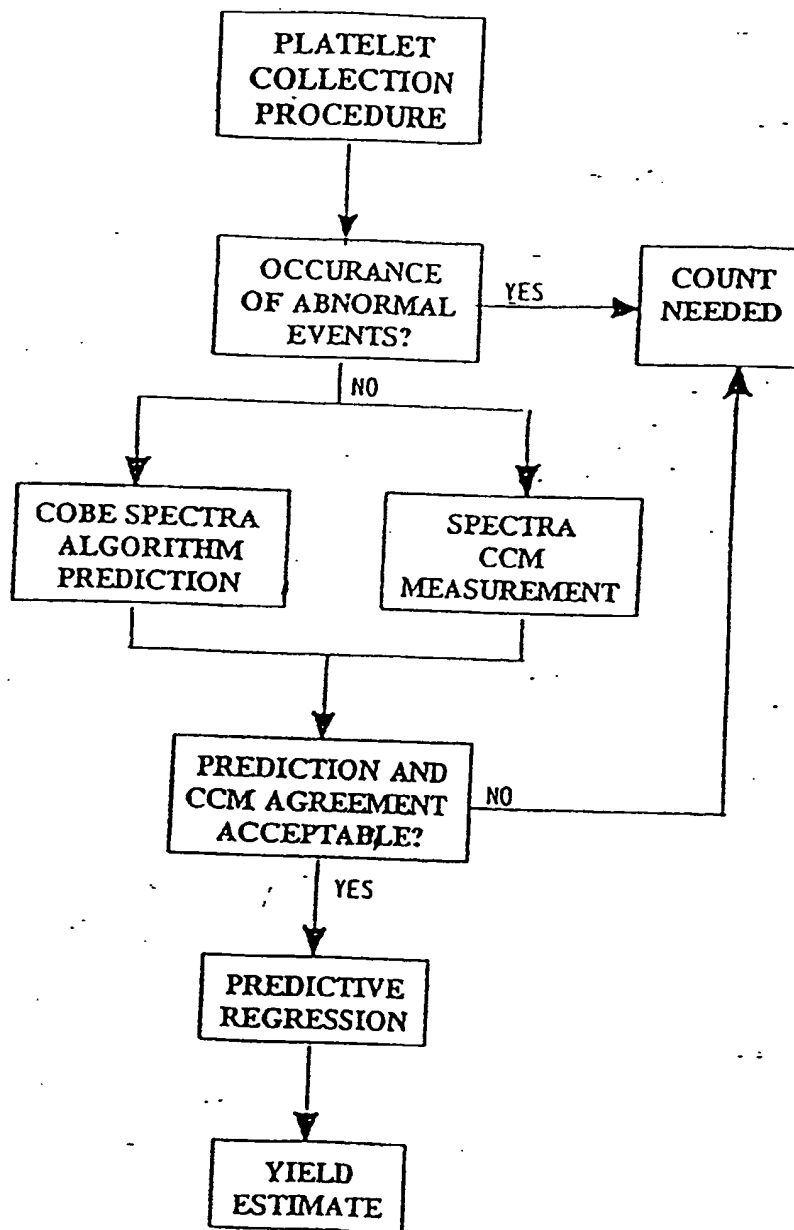 PLATELET
COLLECTION
PROCEDURE
OCCURANCE
OF ABNORMAL
EVENTS?
YES
COUNT
NEEDED
NO
COBE SPECTRA
ALGORITHM
PREDICTION
SPECTRA
CCM
MEASUREMENT
PREDICTION AND
CCM AGREEMENT
ACCEPTABLE?
NO
YES
PREDICTIVE
REGRESSION
YIELD
ESTIMATE